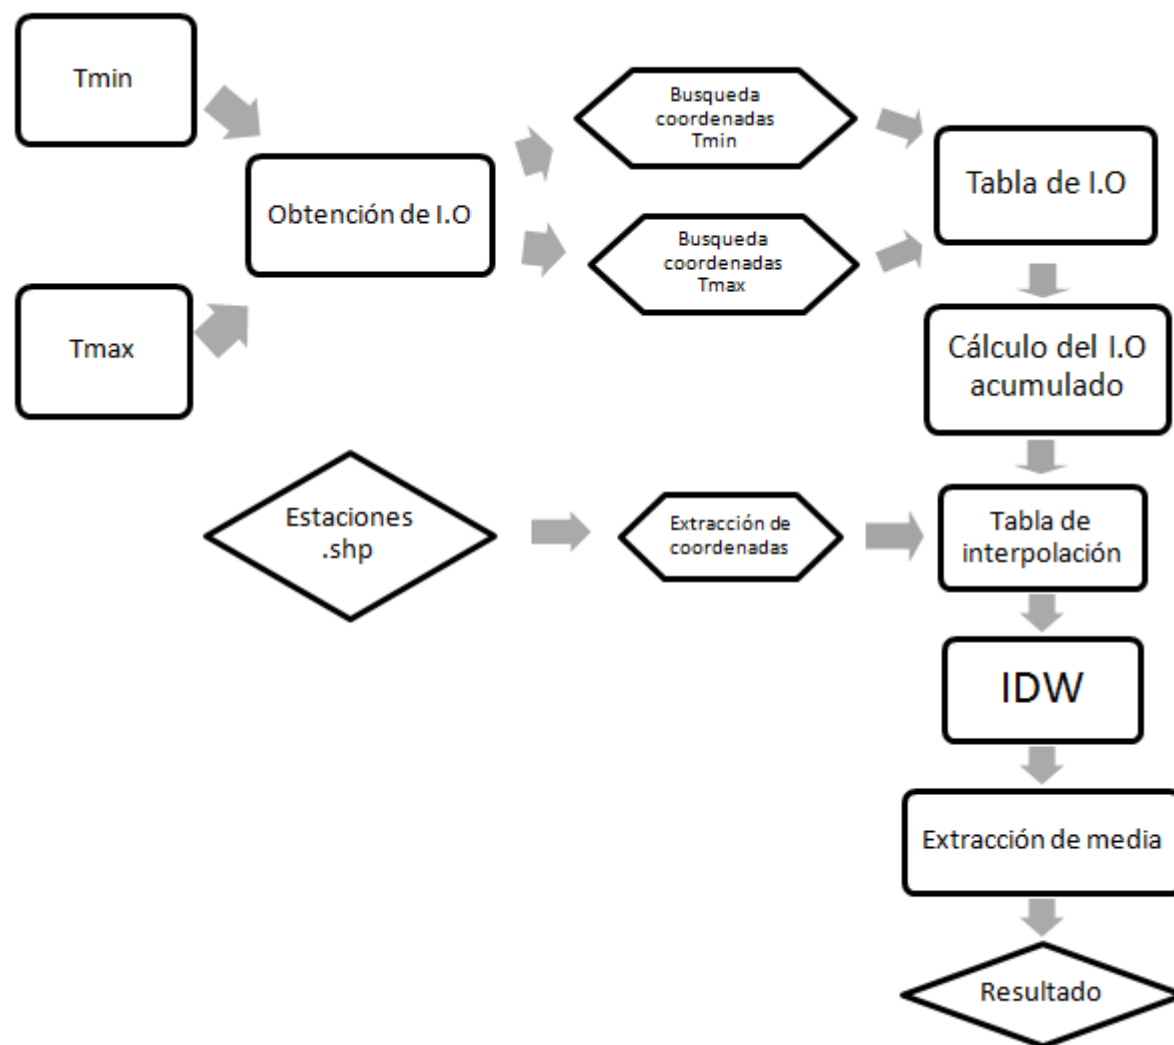 Tmin
Busqueda
coordenadas
Tmin
Tabla de I.O
Obtención de I.O
Busqueda
coordenadas
Tmax
Tmax
Cálculo del I.O
acumulado
Estaciones
.shp
Extracción de
coordenadas
Tabla de
interpolación
IDW
Extracción de media
Resultado